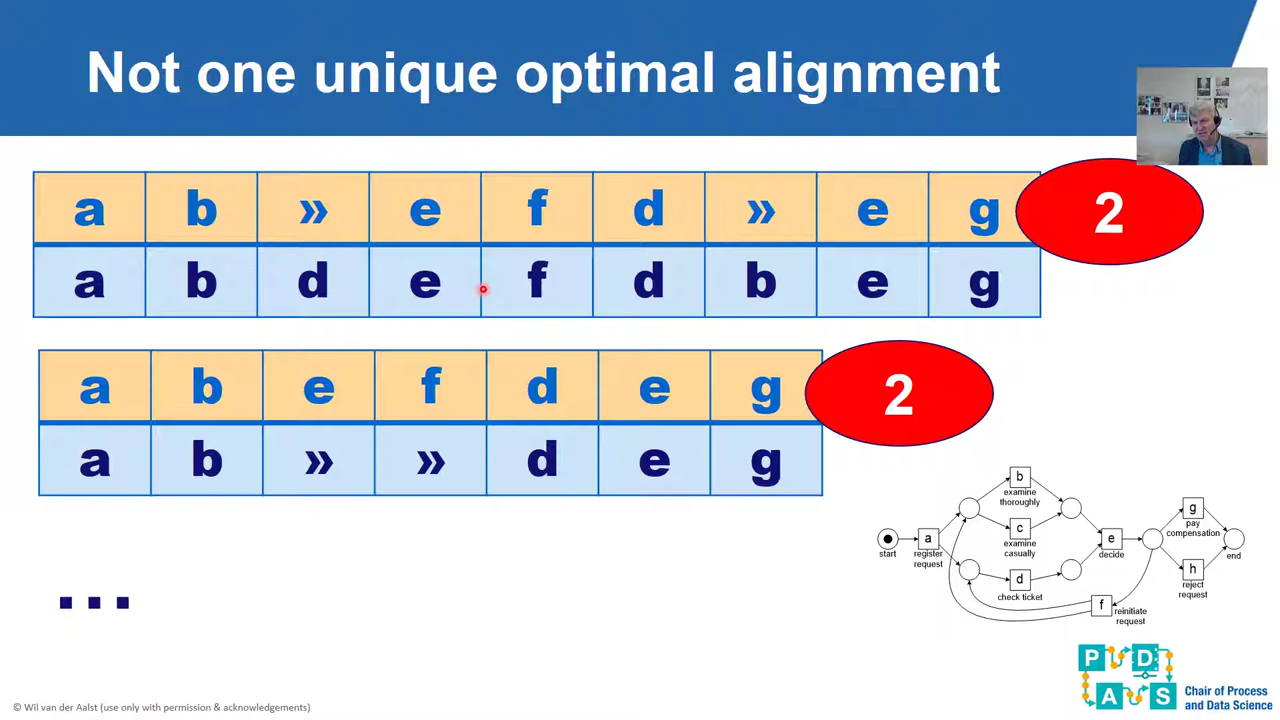 Not one unique optimal alignment
a b » e f d » e g
2
a b d e f d b e g
a b e f d e g
2
a b » » d e g
...
b
examine
thoroughly
c
examine
casually
d
check ticket
start
a
register
request
e
decide
g
pay
compensation
end
h
reject
request
f
reinitiate
request
P D
A S
Chair of Process
and Data Science
© Wil van der Aalst (use only with permission & acknowledgements)